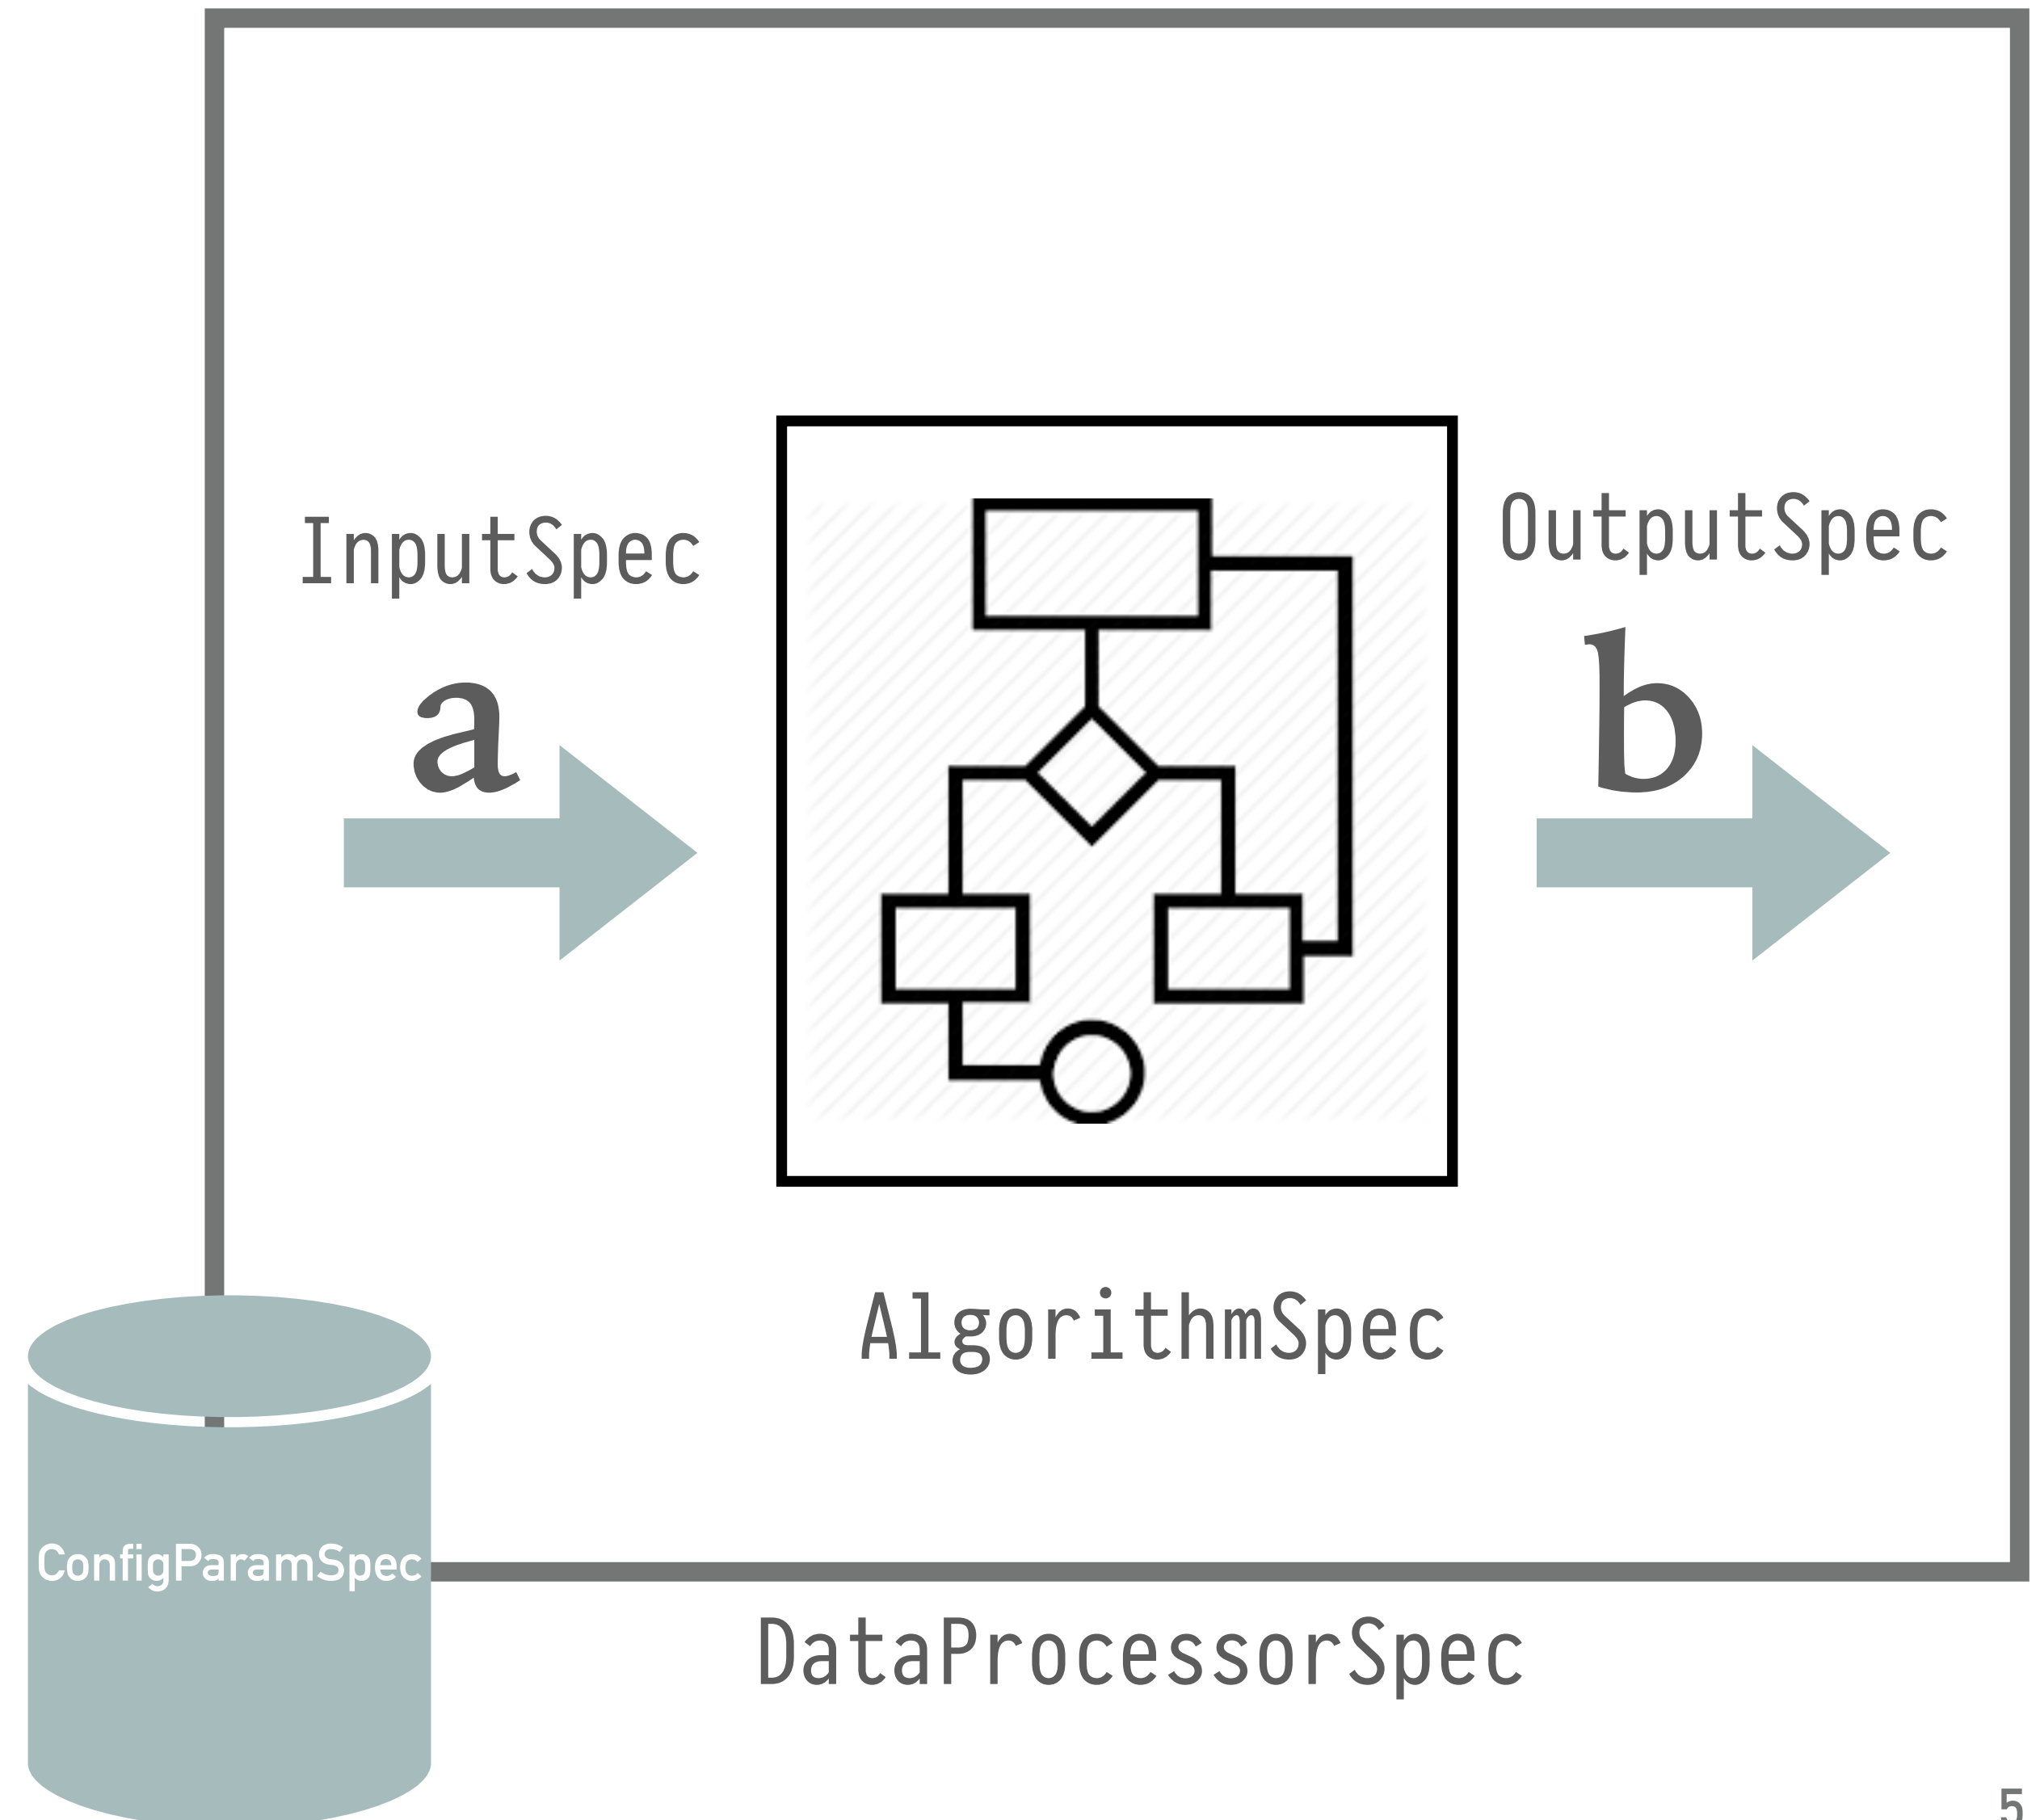 InputSpec
OutputSpec
a
b
AlgorithmSpec
ConfigParamSpec
DataProcessorSpec
5